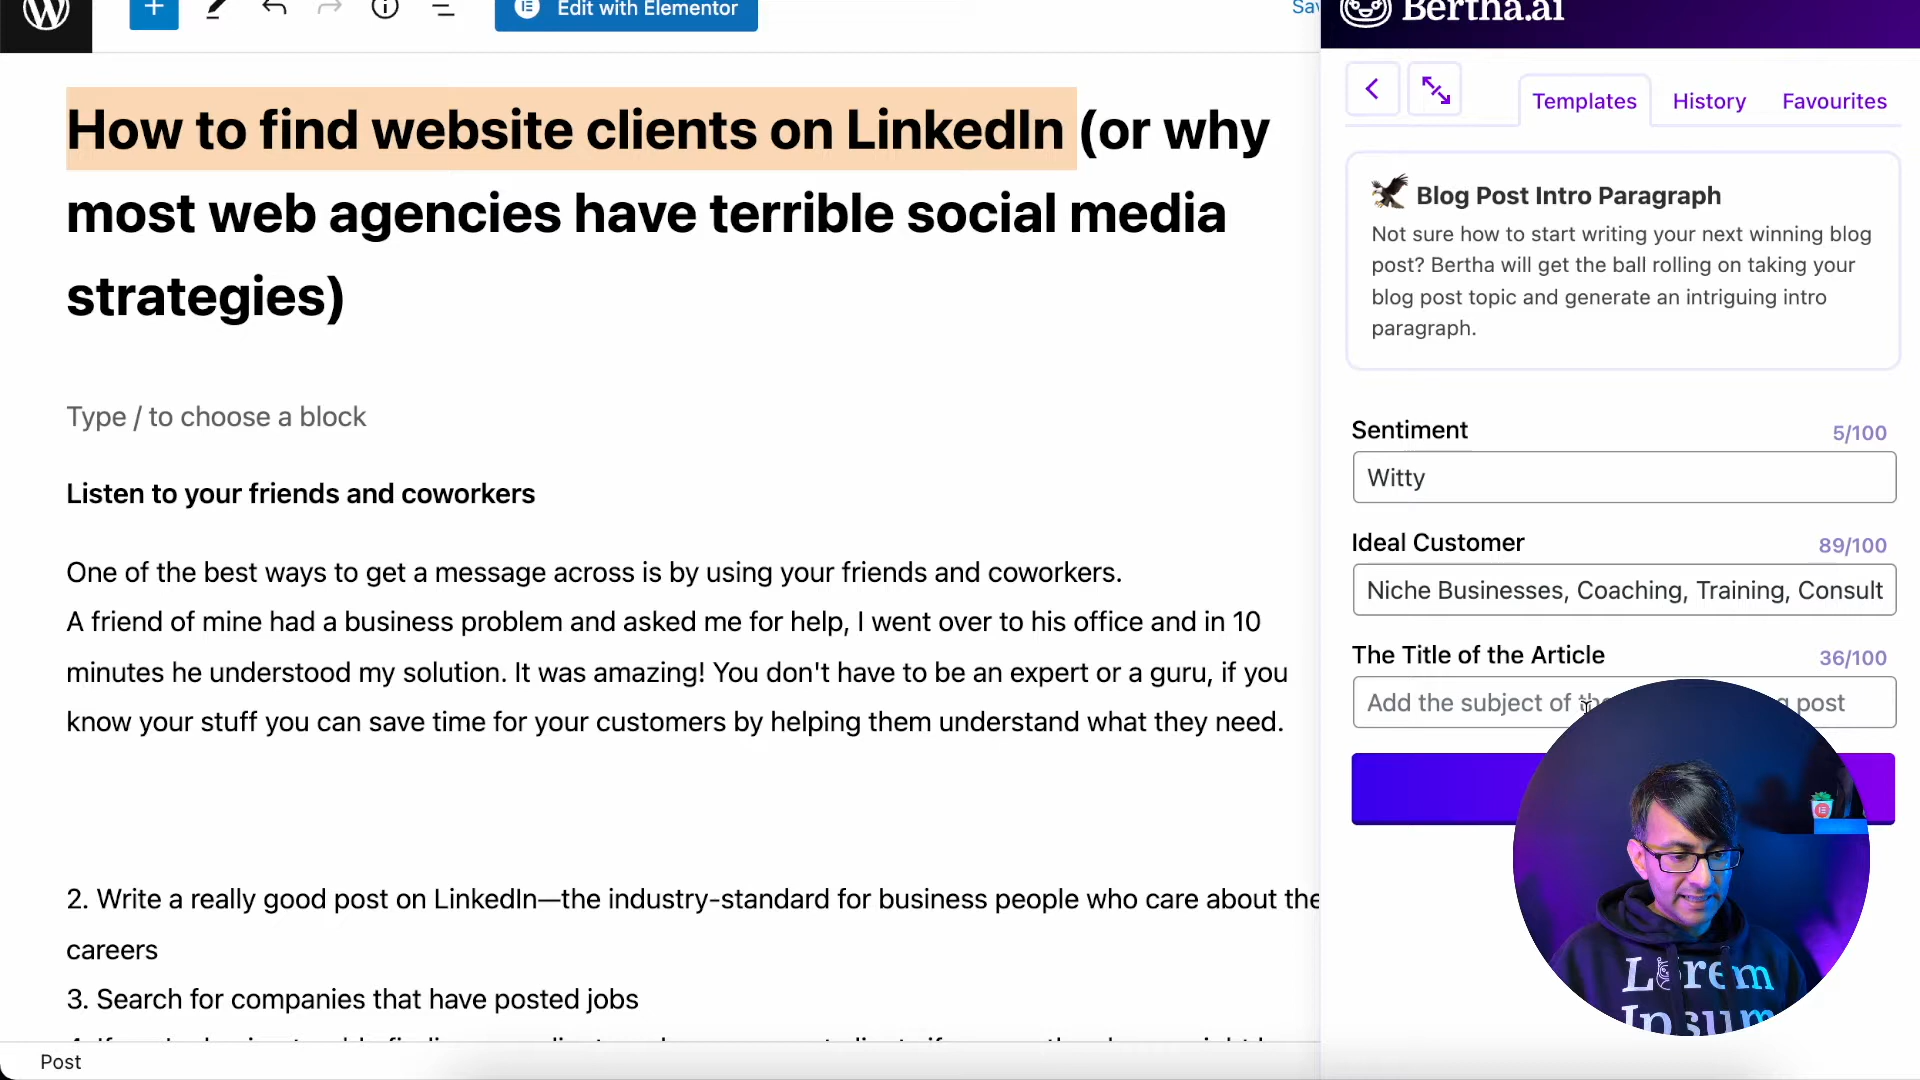 Edit with Elementor
Sav
Bertha.ai
How to find website clients on LinkedIn (or why
most web agencies have terrible social media
strategies)
Type / to choose a block
Listen to your friends and coworkers
One of the best ways to get a message across is by using your friends and coworkers.
A friend of mine had a business problem and asked me for help, I went over to his office and in 10
minutes he understood my solution. It was amazing! You don't have to be an expert or a guru, if you
know your stuff you can save time for your customers by helping them understand what they need.
2. Write a really good post on LinkedIn—the industry-standard for business people who care about the
careers
3. Search for companies that have posted jobs
Post
Templates
History
Favourites
Blog Post Intro Paragraph
Not sure how to start writing your next winning blog
post? Bertha will get the ball rolling on taking your
blog post topic and generate an intriguing intro
paragraph.
Sentiment
5/100
Witty
Ideal Customer
89/100
Niche Businesses, Coaching, Training, Consult
The Title of the Article
36/100
Add the subject of post
Lorem
Ipsum